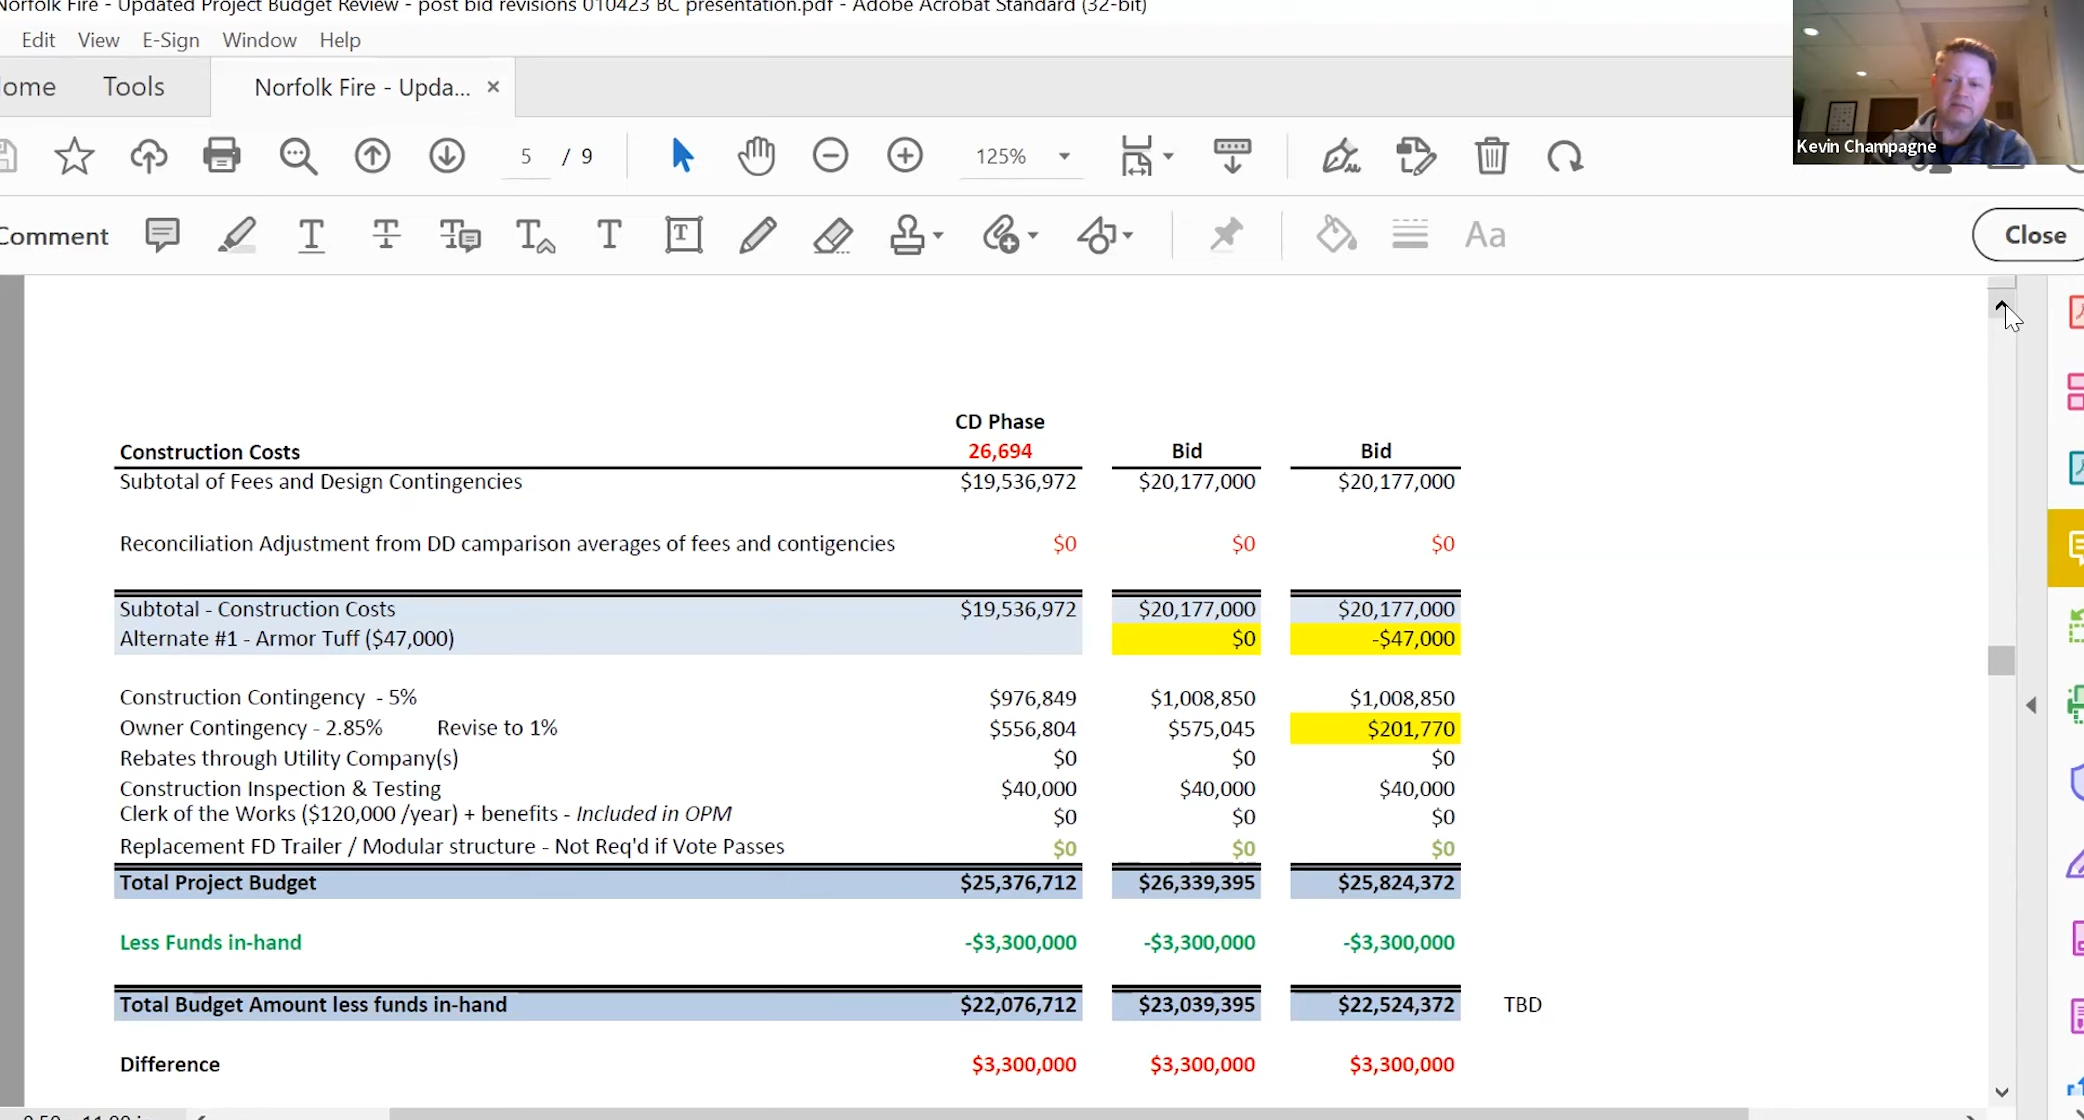 Norfolk Fire - Updated Project Budget Review - post bid revisions 010423 BC presentation.pdf - Adobe Acrobat Standard (32-bit)
Edit View E-Sign Window Help
ome Tools Norfolk Fire - Upda... ×
5 / 9 125%
Kevin Champagne
Comment Aa Close
CD Phase
Construction Costs 26,694 Bid Bid
Subtotal of Fees and Design Contingencies $19,536,972 $20,177,000 $20,177,000
Reconciliation Adjustment from DD camparison averages of fees and contigencies $0 $0 $0
Subtotal - Construction Costs $19,536,972 $20,177,000 $20,177,000
Alternate #1 - Armor Tuff ($47,000) $0 -$47,000
Construction Contingency - 5% $976,849 $1,008,850 $1,008,850
Owner Contingency - 2.85% Revise to 1% $556,804 $575,045 $201,770
Rebates through Utility Company(s) $0 $0 $0
Construction Inspection & Testing $40,000 $40,000 $40,000
Clerk of the Works ($120,000 /year) + benefits - Included in OPM $0 $0 $0
Replacement FD Trailer / Modular structure - Not Req'd if Vote Passes $0 $0 $0
Total Project Budget $25,376,712 $26,339,395 $25,824,372
Less Funds in-hand -$3,300,000 -$3,300,000 -$3,300,000
Total Budget Amount less funds in-hand $22,076,712 $23,039,395 $22,524,372 TBD
Difference $3,300,000 $3,300,000 $3,300,000